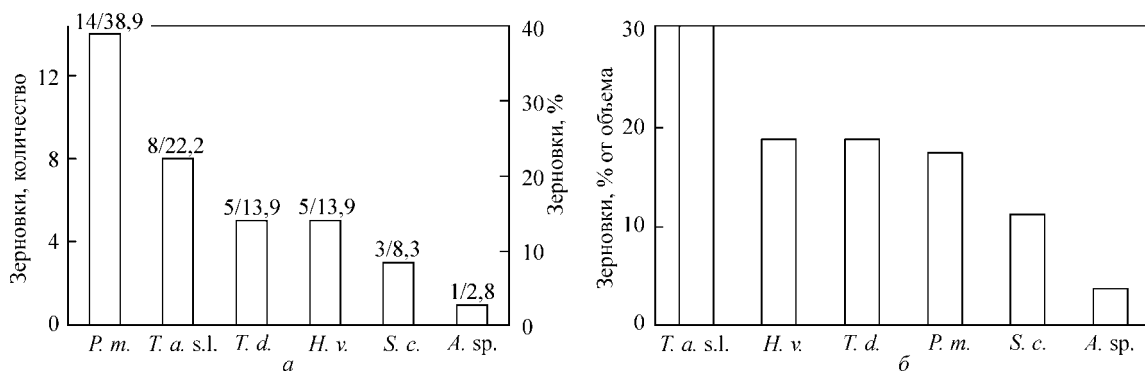 Зерновки, количество
12
8
4
0
14/38,9
8/22,2
5/13,9
5/13,9
3/8,3
1/2,8
40
30
20
10
0
Зерновки, %
P. m.
T. a. s.l.
T. d.
H. v.
S. c.
A. sp.
а
Зерновки, % от объема
30
20
10
0
T. a. s.l.
H. v.
T. d.
P. m.
S. c.
A. sp.
б